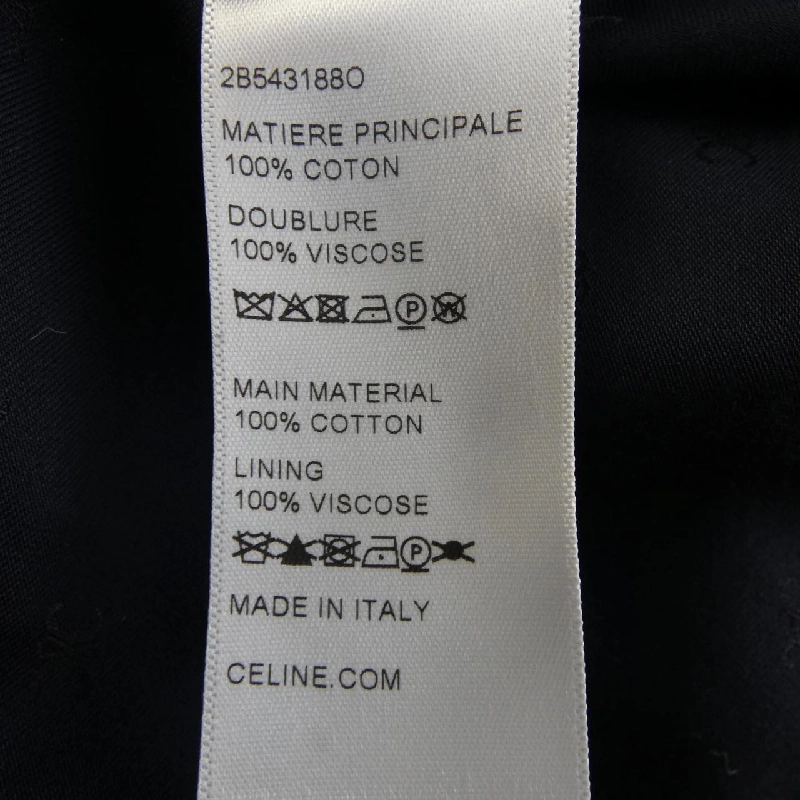 2B543188O
MATIERE PRINCIPALE
100% COTON
DOUBLURE
100% VISCOSE
P W
MAIN MATERIAL
100% COTTON
LINING
100% VISCOSE
P
MADE IN ITALY
CELINE.COM